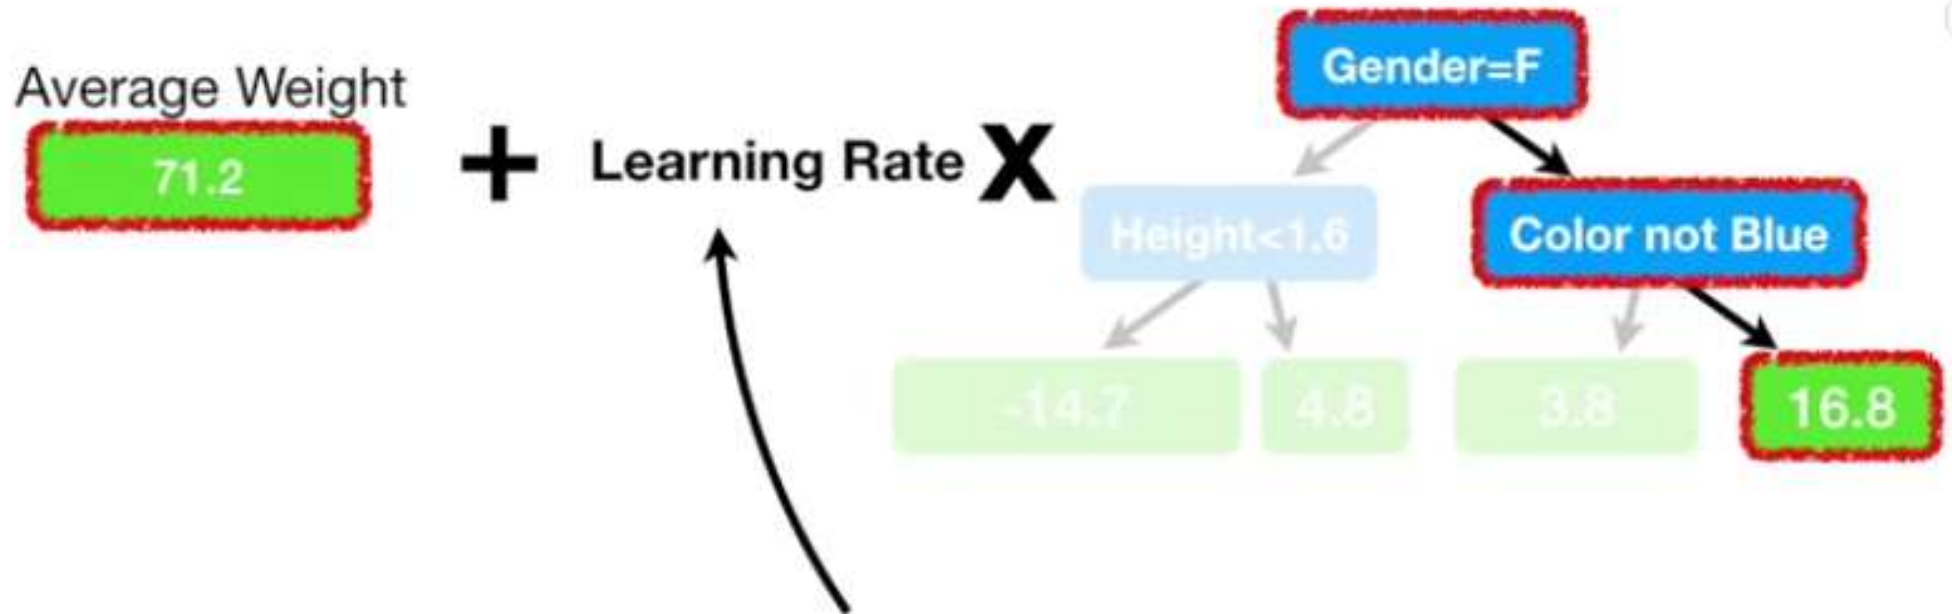 Average Weight
71.2
+ Learning Rate X
Gender=F
Height<1.6
Color not Blue
-14.7
4.8
3.8
16.8